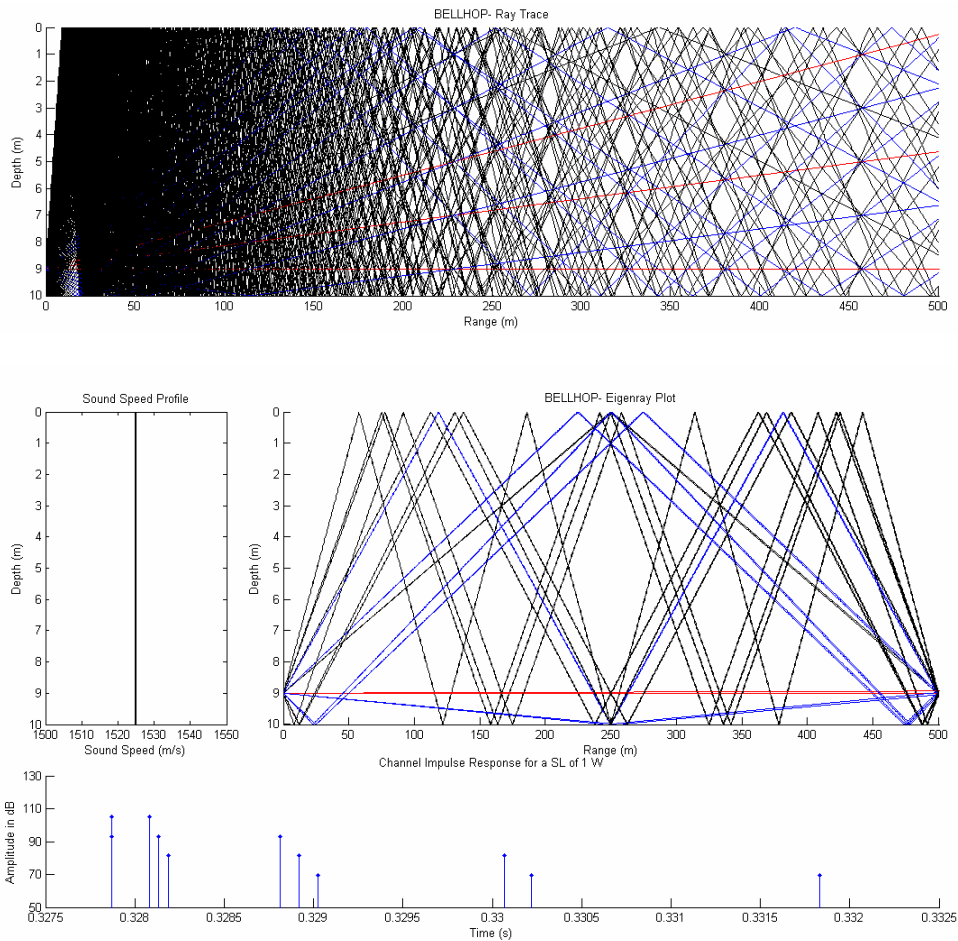 BELLHOP- Ray Trace
Depth (m)
0
1
2
3
4
5
6
7
8
9
10
0 50 100 150 200 250 300 350 400 450 500
Range (m)
Sound Speed Profile
Depth (m)
0
1
2
3
4
5
6
7
8
9
10
1500 1510 1520 1530 1540 1550
Sound Speed (m/s)
BELLHOP- Eigenray Plot
Depth (m)
0
1
2
3
4
5
6
7
8
9
10
0 50 100 150 200 250 300 350 400 450 500
Range (m)
Channel Impulse Response for a SL of 1 W
Amplitude in dB
130
110
90
70
50
0.3275 0.328 0.3285 0.329 0.3295 0.33 0.3305 0.331 0.3315 0.332 0.3325
Time (s)